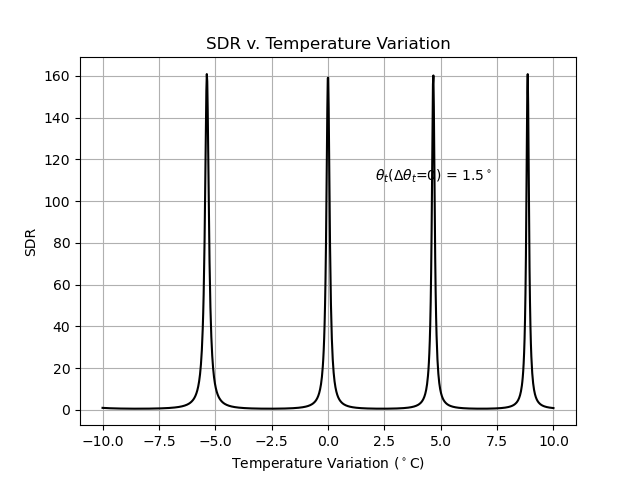 SDR v. Temperature Variation
160
140
120
100
80
60
40
20
0
SDR
θt(Δθt=0) = 1.5°
−10.0 −7.5 −5.0 −2.5 0.0 2.5 5.0 7.5 10.0
Temperature Variation (°C)